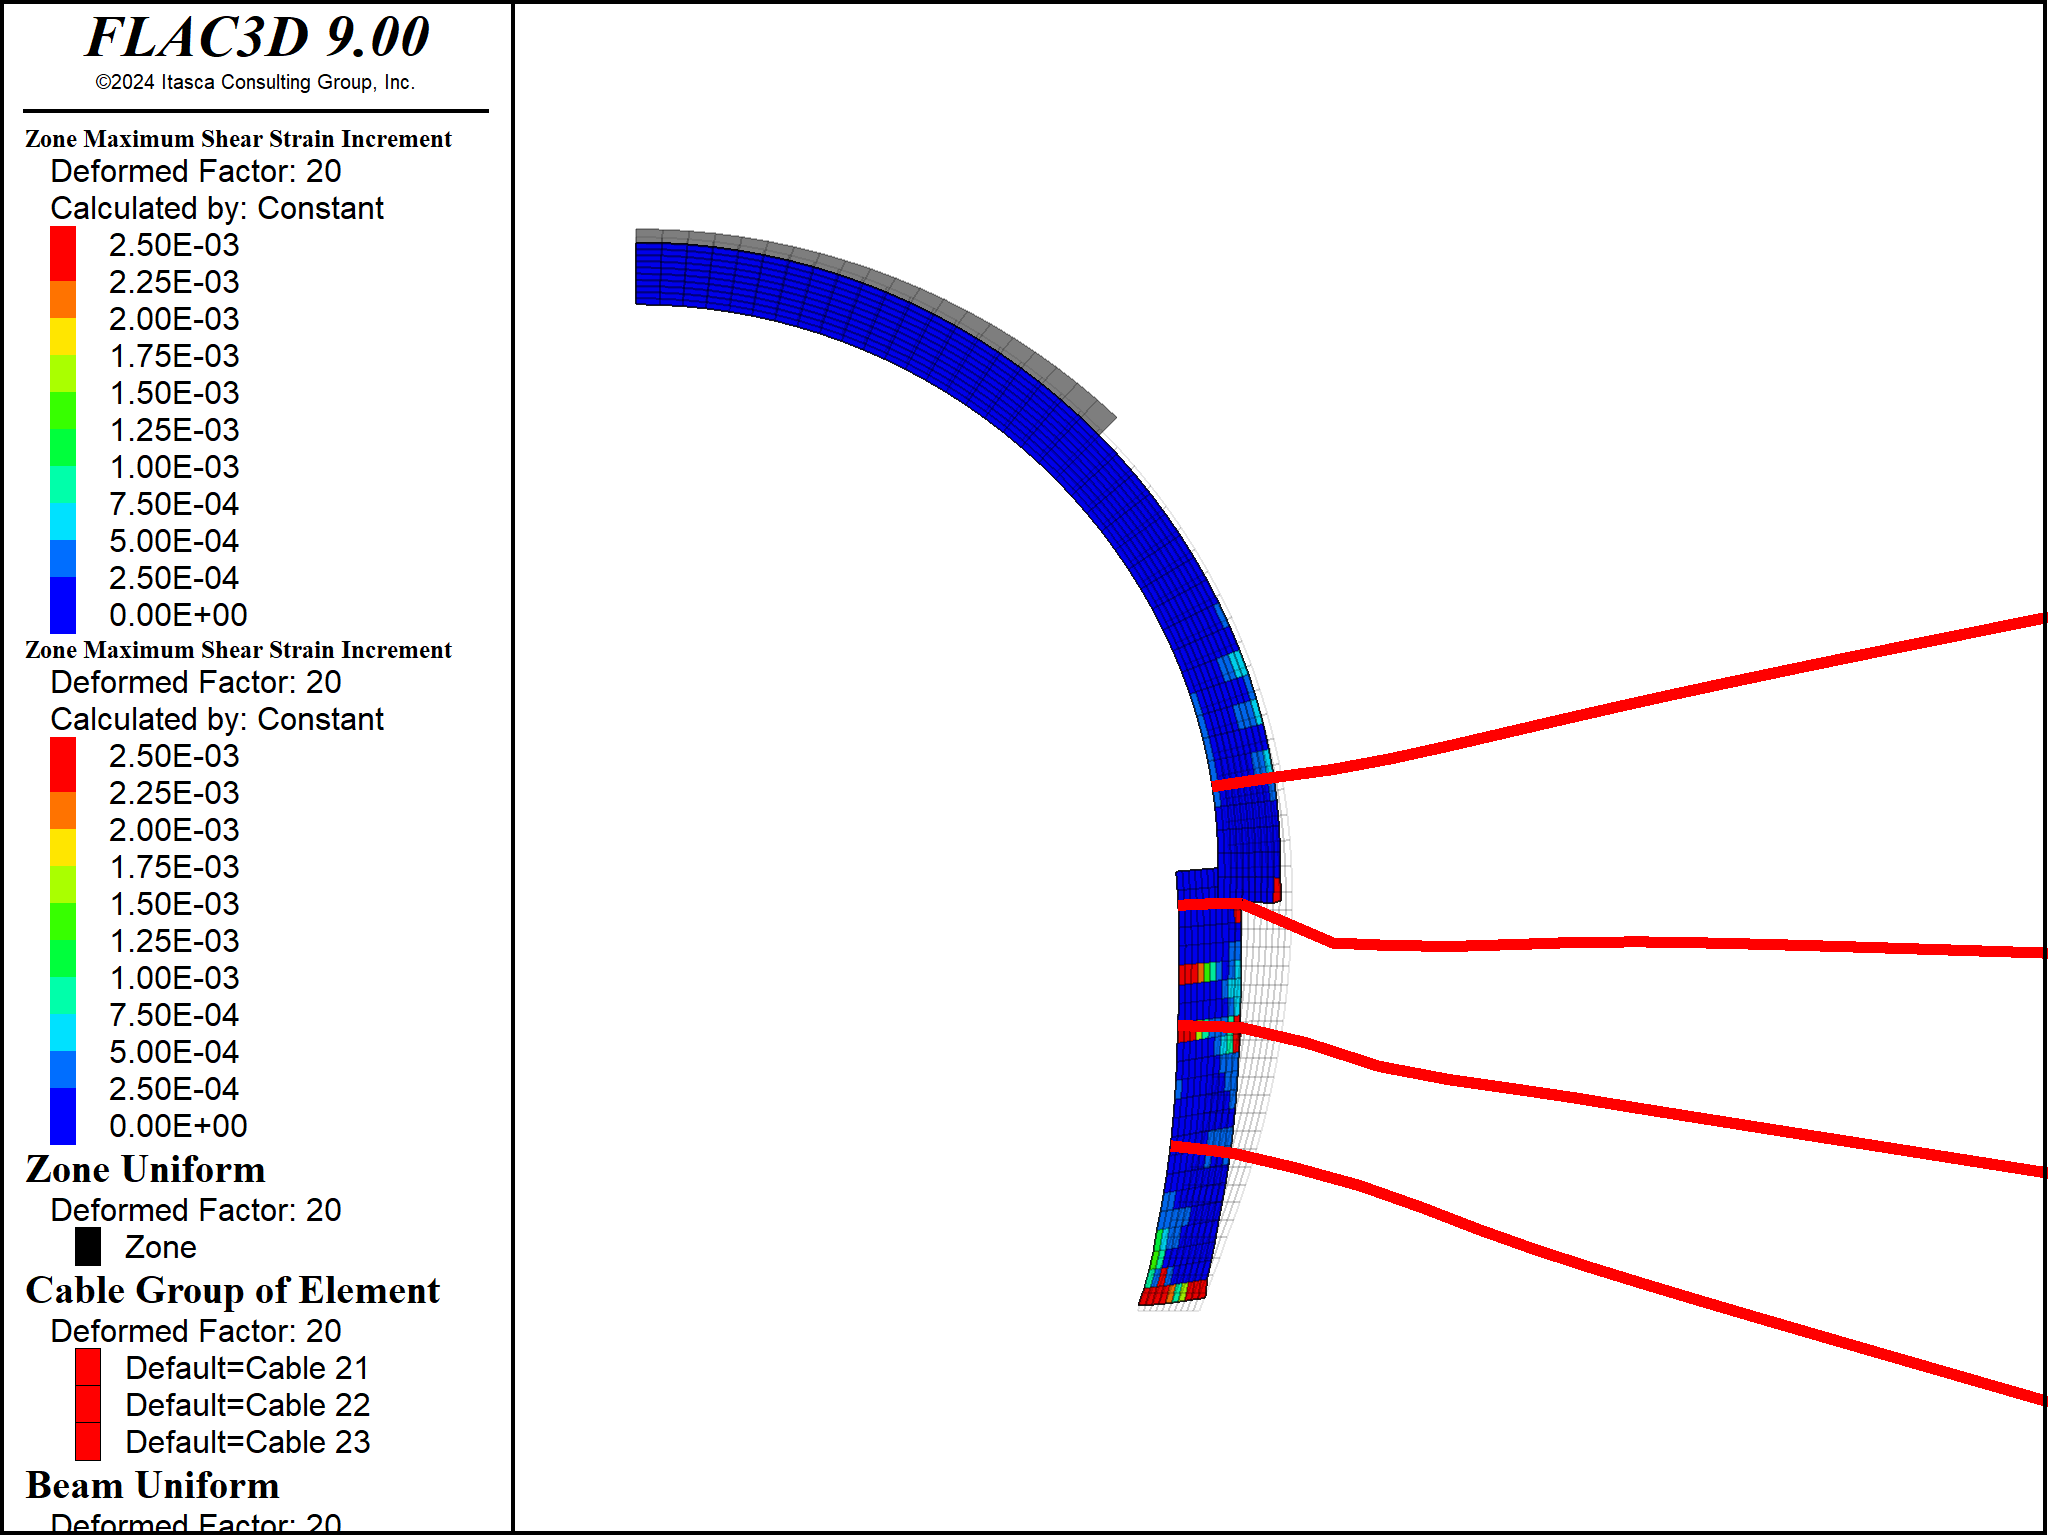 FLAC3D 9.00
©2024 Itasca Consulting Group, Inc.
Zone Maximum Shear Strain Increment
Deformed Factor: 20
Calculated by: Constant
2.50E-03
2.25E-03
2.00E-03
1.75E-03
1.50E-03
1.25E-03
1.00E-03
7.50E-04
5.00E-04
2.50E-04
0.00E+00
Zone Maximum Shear Strain Increment
Deformed Factor: 20
Calculated by: Constant
2.50E-03
2.25E-03
2.00E-03
1.75E-03
1.50E-03
1.25E-03
1.00E-03
7.50E-04
5.00E-04
2.50E-04
0.00E+00
Zone Uniform
Deformed Factor: 20
Zone
Cable Group of Element
Deformed Factor: 20
Default=Cable 21
Default=Cable 22
Default=Cable 23
Beam Uniform
Deformed Factor: 20